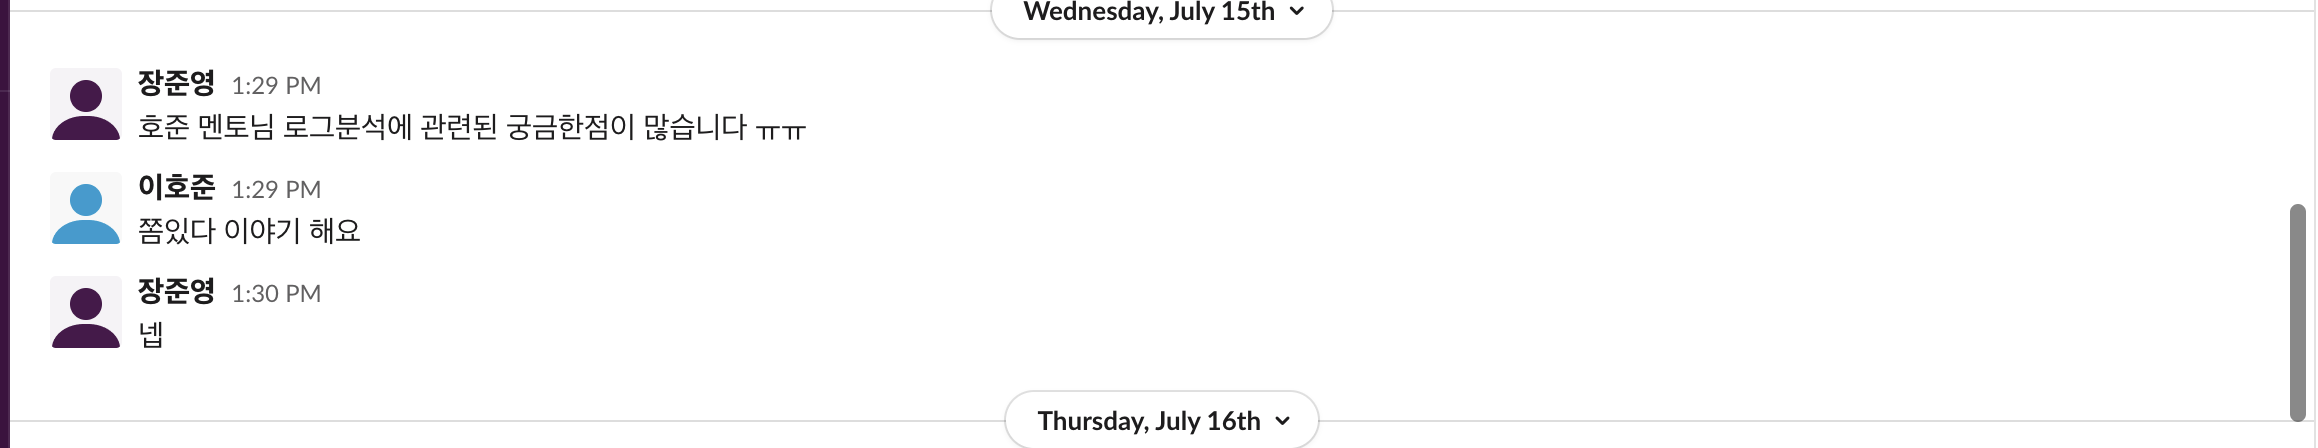 Wednesday, July 15th
장준영 1:29 PM
호준 멘토님 로그분석에 관련된 궁금한점이 많습니다 ㅠㅠ
이호준 1:29 PM
쫌있다 이야기 해요
장준영 1:30 PM
넵
Thursday, July 16th